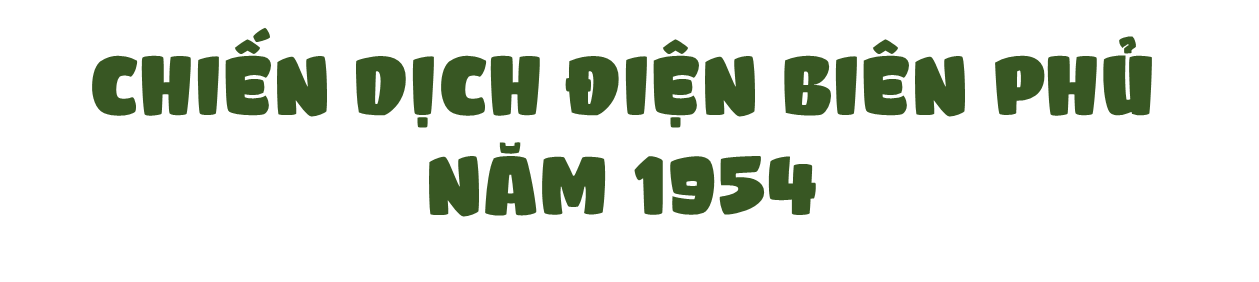 CHIẾN DỊCH ĐIỆN BIÊN PHỦ
NĂM 1954